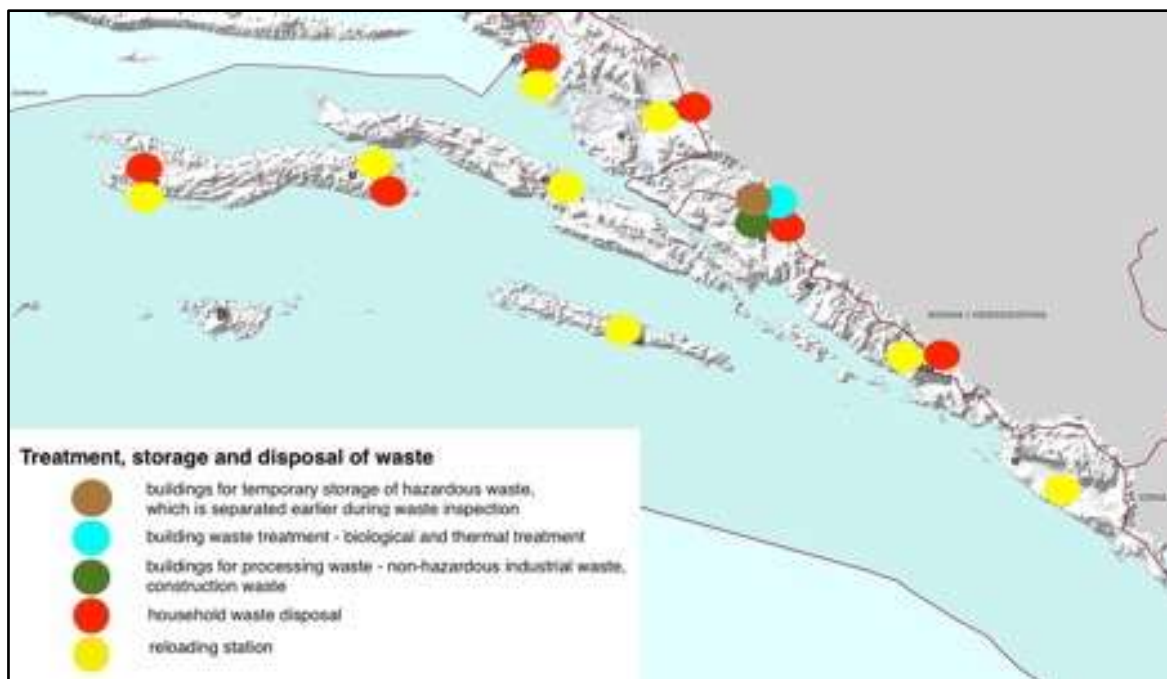 Treatment, storage and disposal of waste
buildings for temporary storage of hazardous waste,
which is separated earlier during waste inspection
building waste treatment - biological and thermal treatment
buildings for processing waste - non-hazardous industrial waste,
construction waste
household waste disposal
reloading station